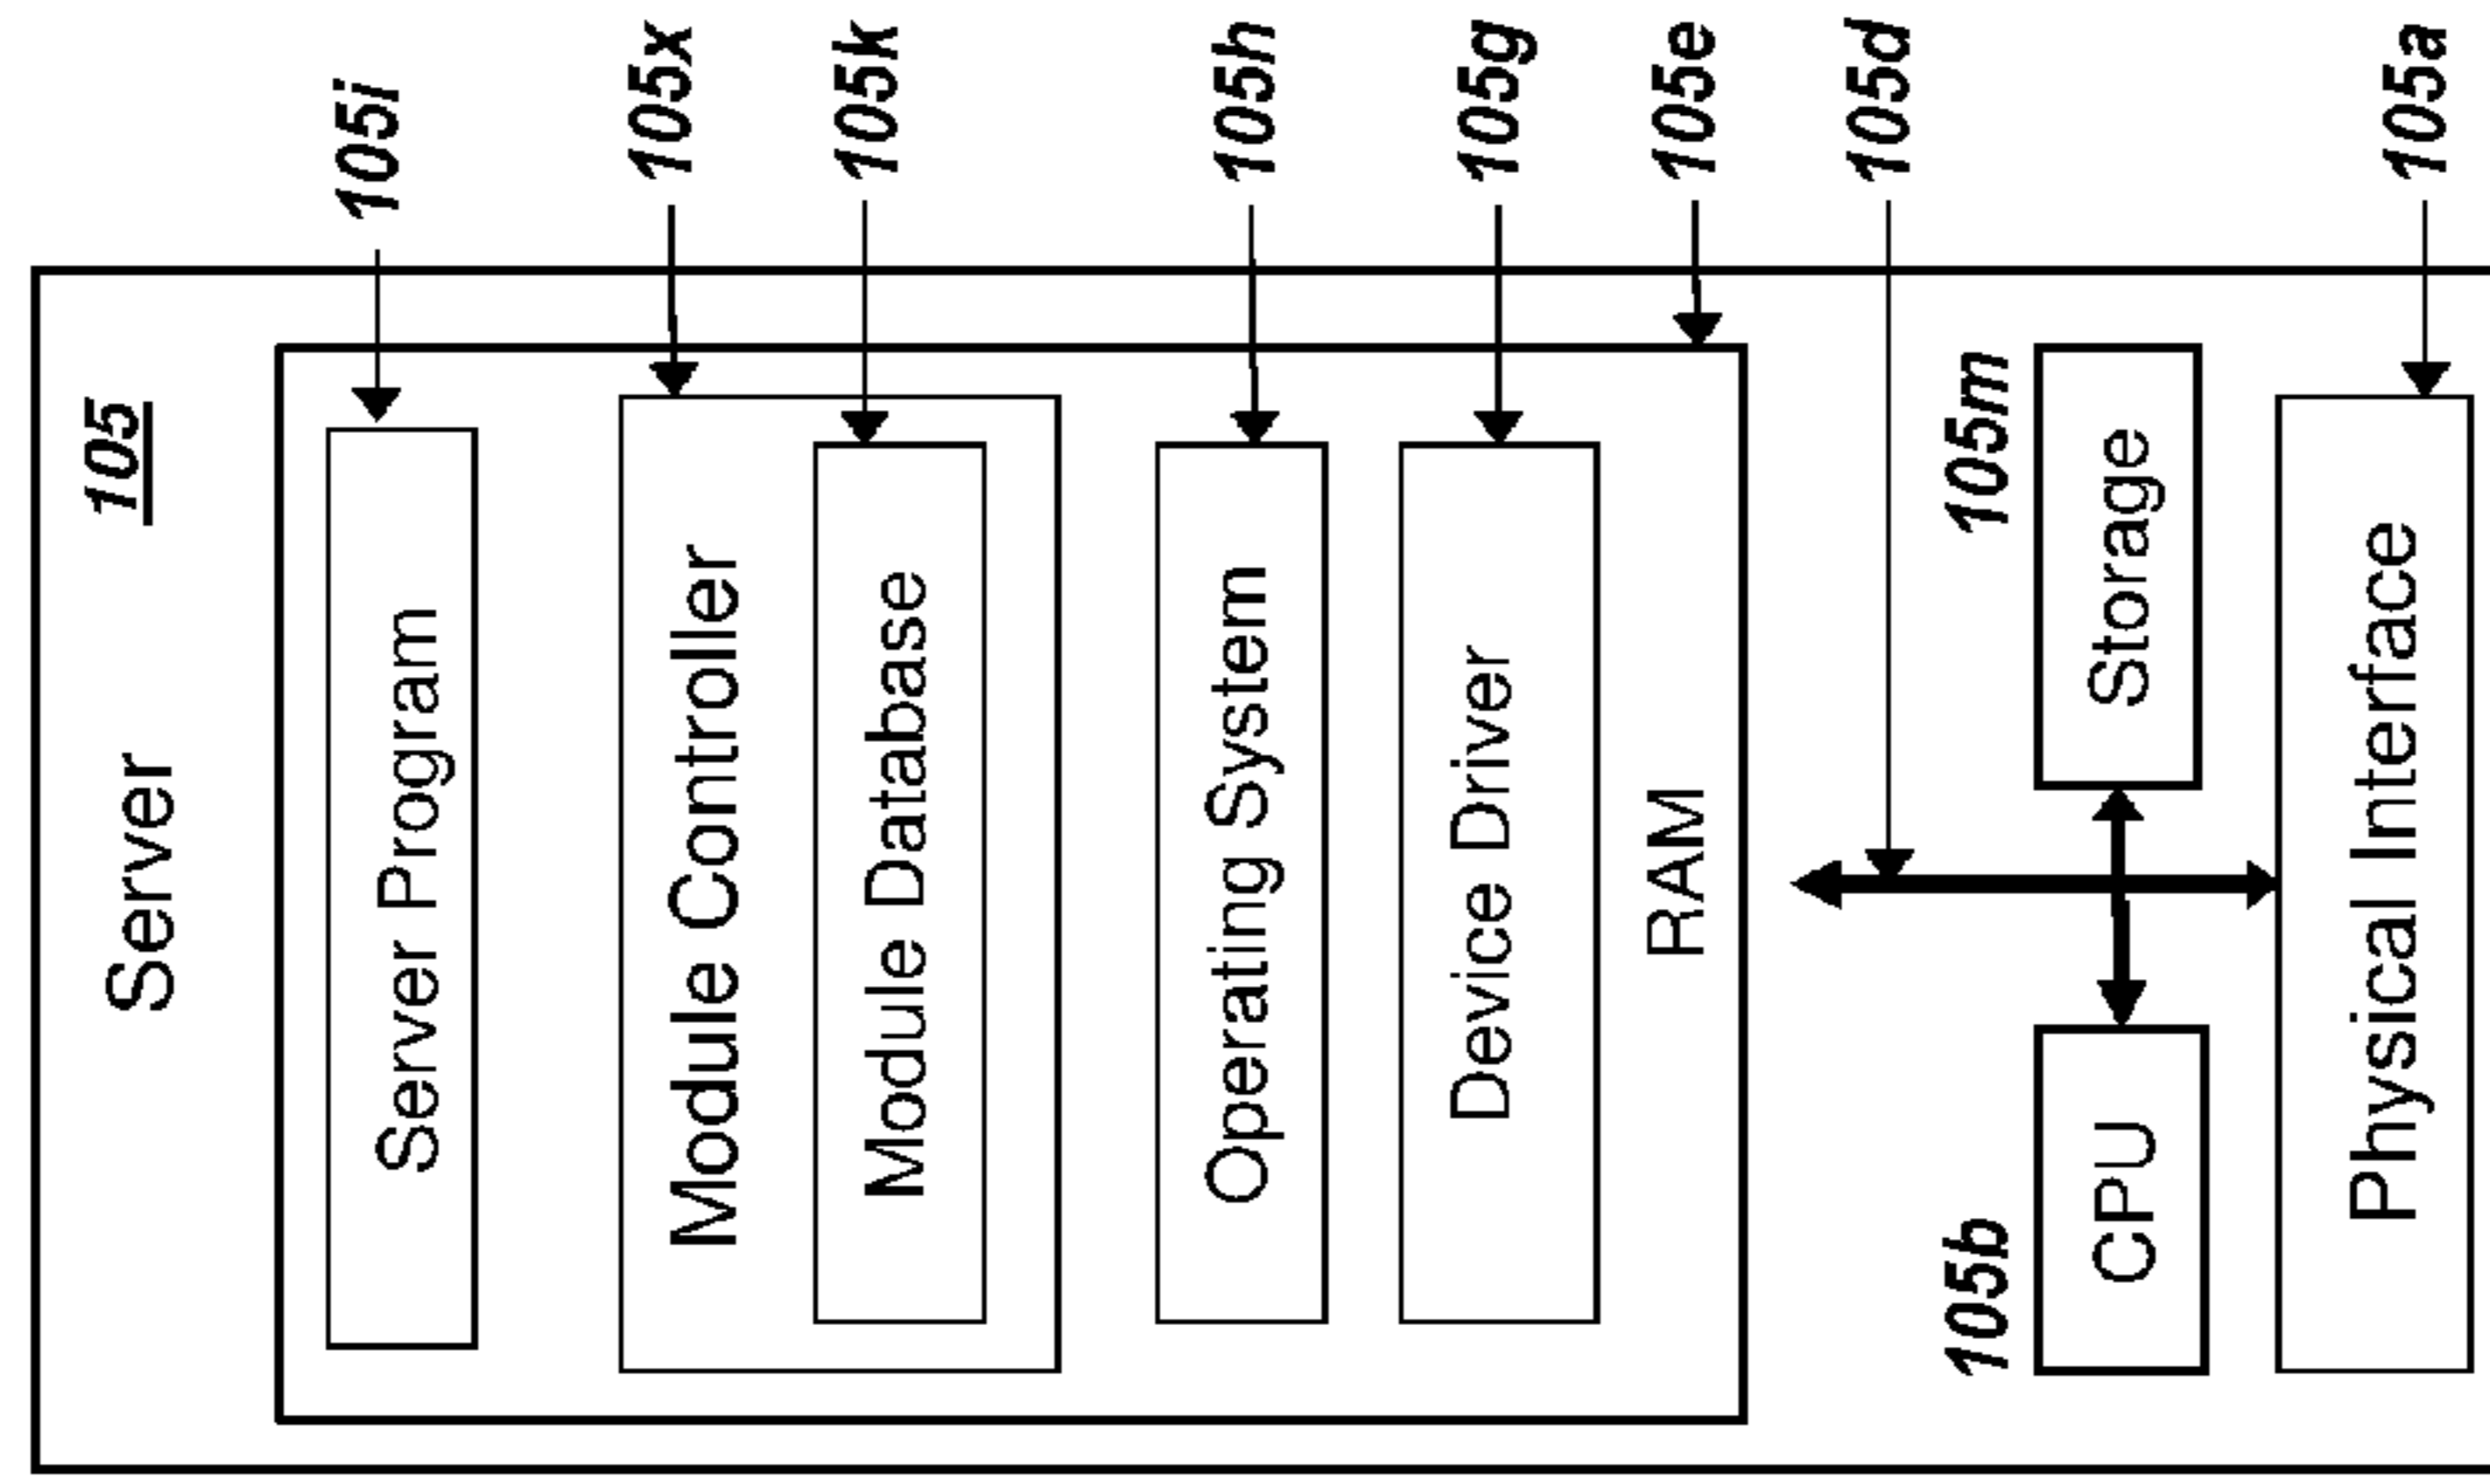 Server
105
Server Program
105i
Module Controller
105x
Module Database
105k
Operating System
105h
Device Driver
105g
RAM
105e
105d
105b
105m
CPU
Storage
Physical Interface
105a